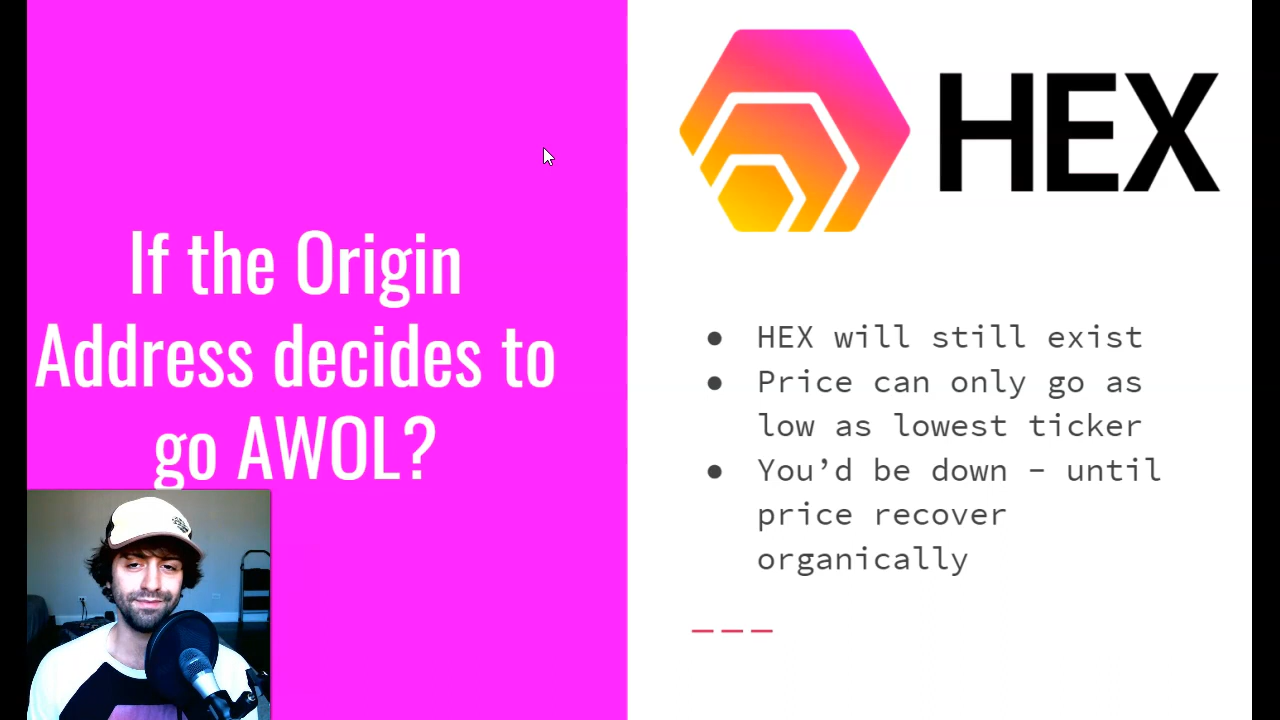 If the Origin
Address decides to
go AWOL?
HEX
● HEX will still exist
● Price can only go as
low as lowest ticker
● You’d be down – until
price recover
organically